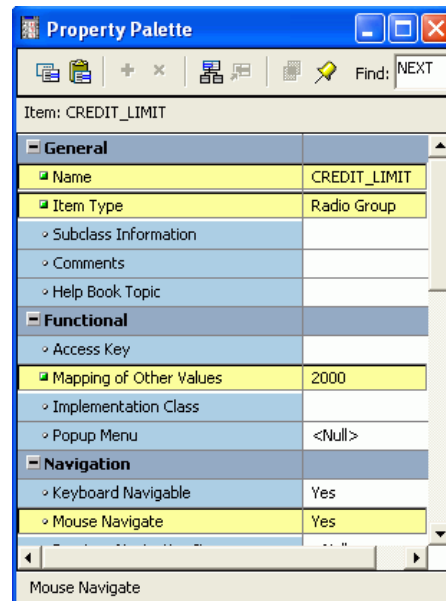 Property Palette
Find: NEXT
Item: CREDIT_LIMIT
General
Name CREDIT_LIMIT
Item Type Radio Group
Subclass Information
Comments
Help Book Topic
Functional
Access Key
Mapping of Other Values 2000
Implementation Class
Popup Menu <Null>
Navigation
Keyboard Navigable Yes
Mouse Navigate Yes
Mouse Navigate